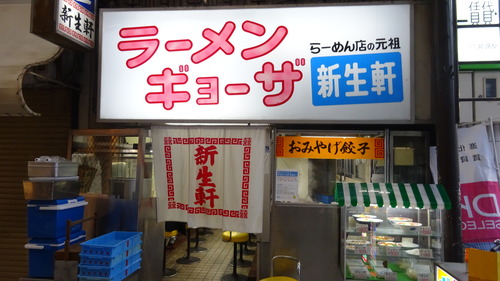 新生軒
ラーメン
ギョーザ
らーめん店の元祖
新生軒
新生軒
おみやげ餃子